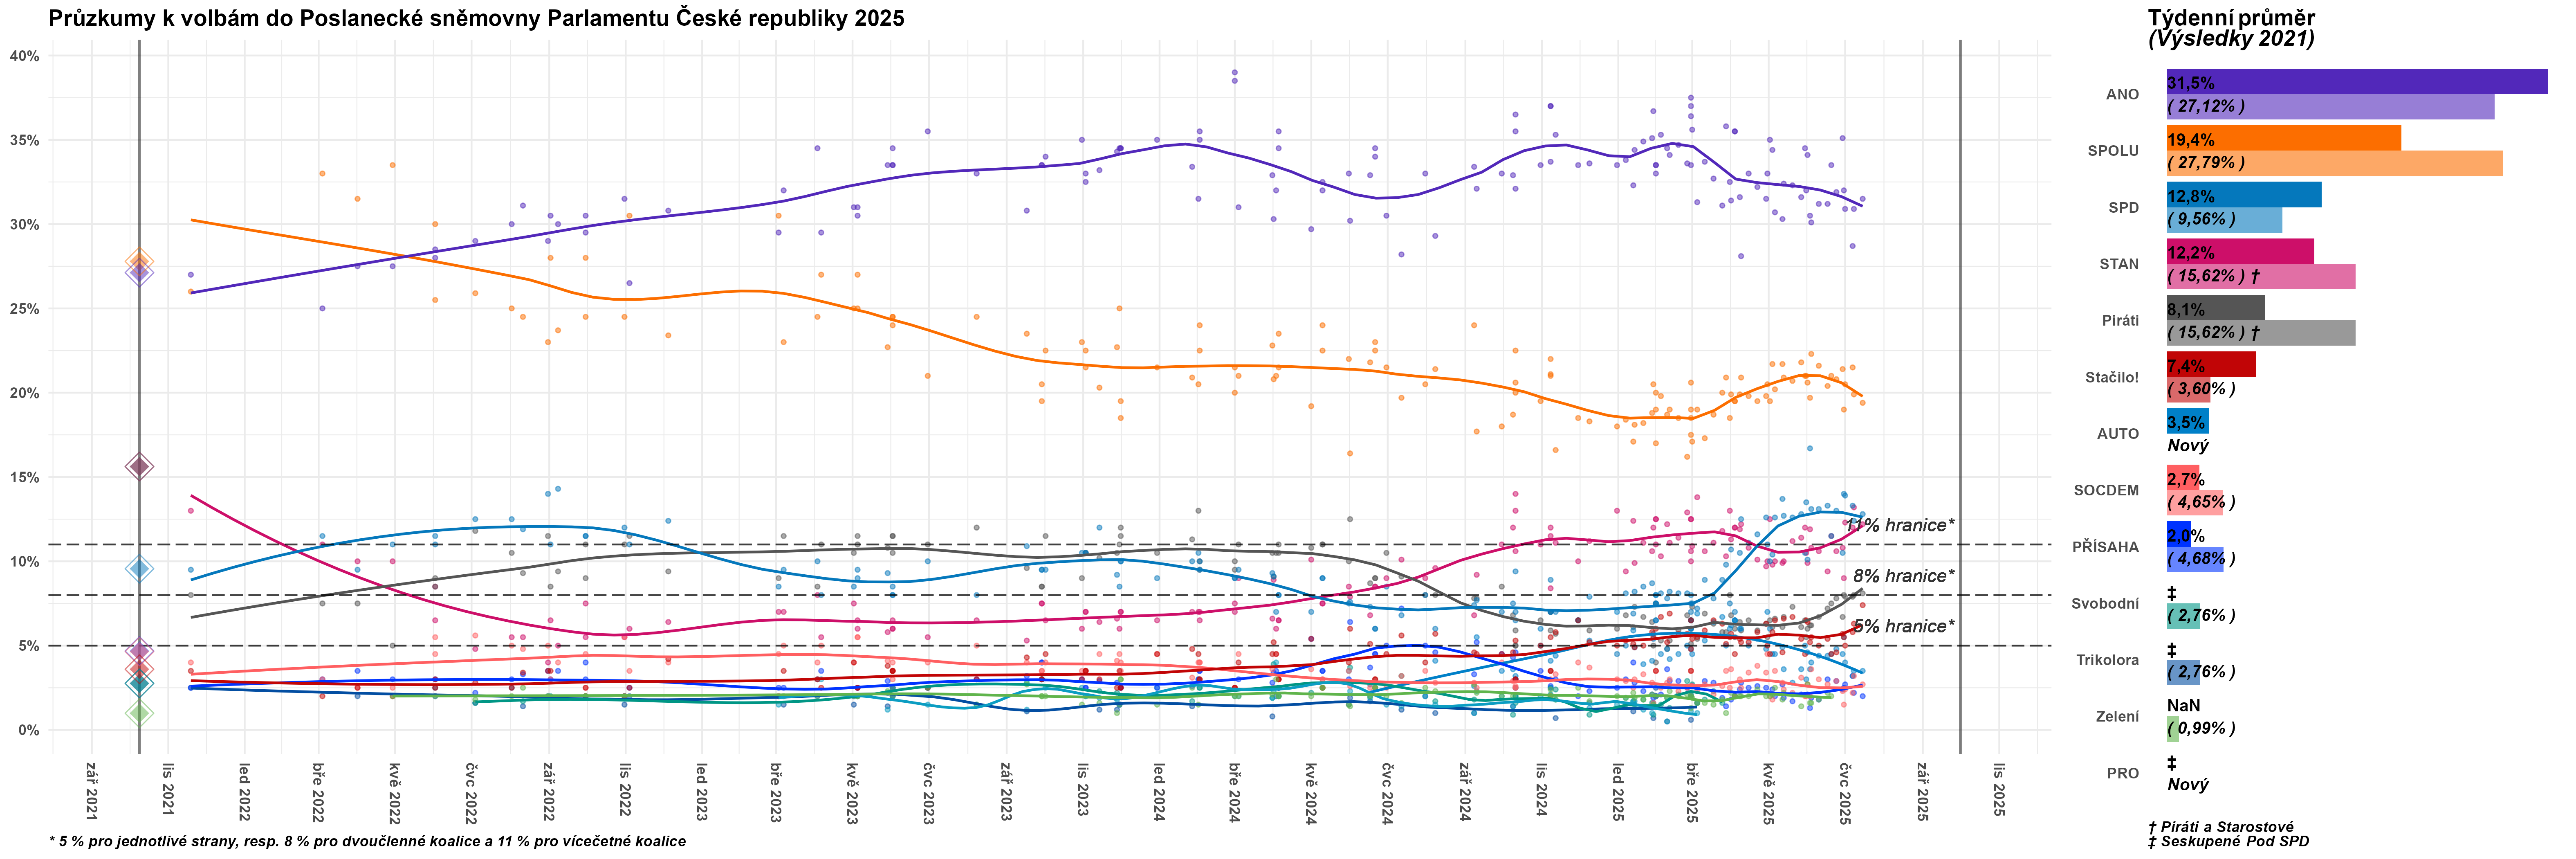 Průzkumy k volbám do Poslanecké sněmovny Parlamentu České republiky 2025
40%
35%
30%
25%
20%
15%
10%
5%
0%
11% hranice*
8% hranice*
5% hranice*
zář 2021
lis 2021
led 2022
bře 2022
kvě 2022
čvc 2022
zář 2022
lis 2022
led 2023
bře 2023
kvě 2023
čvc 2023
zář 2023
lis 2023
led 2024
bře 2024
kvě 2024
čvc 2024
zář 2024
lis 2024
led 2025
bře 2025
kvě 2025
čvc 2025
zář 2025
lis 2025
* 5 % pro jednotlivé strany, resp. 8 % pro dvoučlenné koalice a 11 % pro vícečetné koalice
Týdenní průměr
(Výsledky 2021)
ANO
31,5%
( 27,12% )
SPOLU
19,4%
( 27,79% )
SPD
12,8%
( 9,56% )
STAN
12,2%
( 15,62% ) †
Piráti
8,1%
( 15,62% ) †
Stačilo!
7,4%
( 3,60% )
AUTO
3,5%
Nový
SOCDEM
2,7%
( 4,65% )
PŘÍSAHA
2,0%
( 4,68% )
Svobodní
‡
( 2,76% )
Trikolora
‡
( 2,76% )
Zelení
NaN
( 0,99% )
PRO
‡
Nový
† Piráti a Starostové
‡ Seskupené Pod SPD